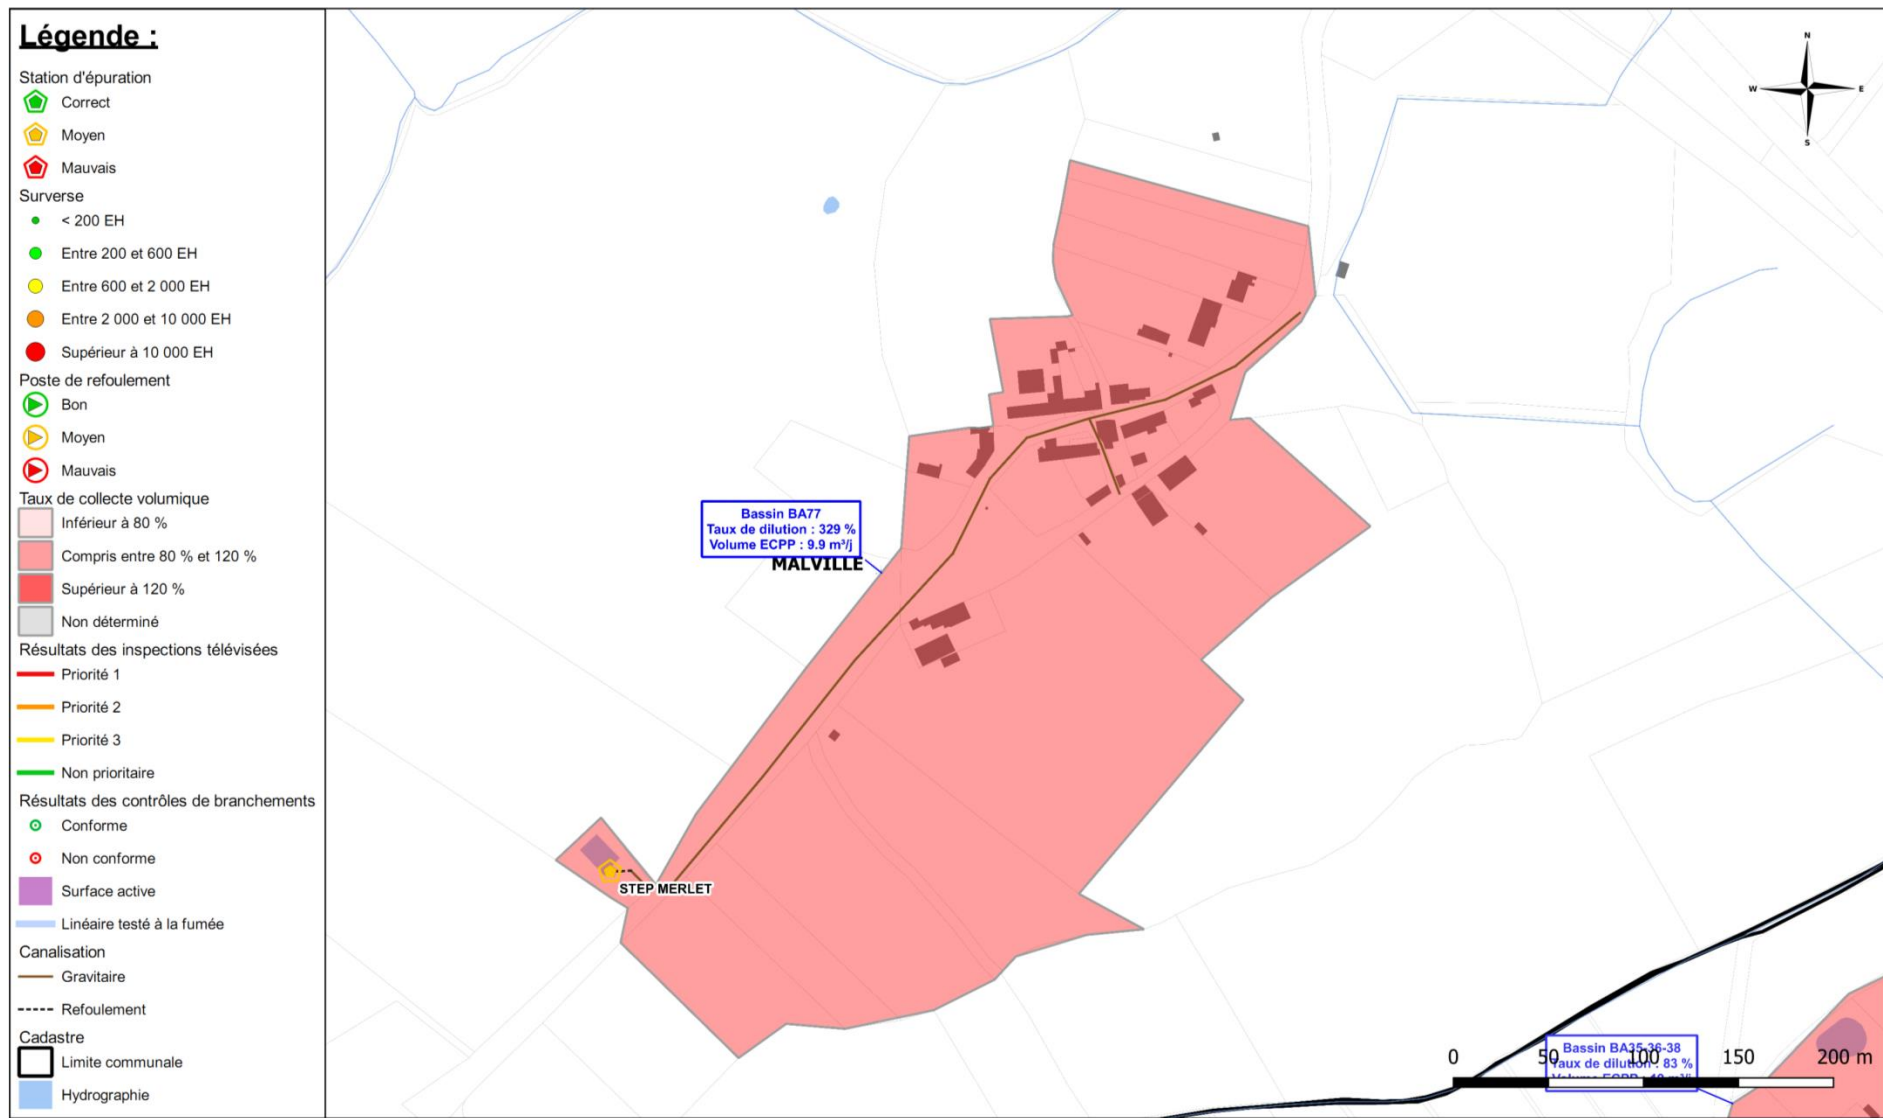 Légende :
Station d'épuration
Correct
Moyen
Mauvais
Surverse
< 200 EH
Entre 200 et 600 EH
Entre 600 et 2 000 EH
Entre 2 000 et 10 000 EH
Supérieur à 10 000 EH
Poste de refoulement
Bon
Moyen
Mauvais
Taux de collecte volumique
Inférieur à 80 %
Compris entre 80 % et 120 %
Supérieur à 120 %
Non déterminé
Résultats des inspections télévisées
Priorité 1
Priorité 2
Priorité 3
Non prioritaire
Résultats des contrôles de branchements
Conforme
Non conforme
Surface active
Linéaire testé à la fumée
Canalisation
Gravitaire
Refoulement
Cadastre
Limite communale
Hydrographie
N
W E
S
Bassin BA77
Taux de dilution : 329 %
Volume ECPP : 9.9 m³/j
MALVILLE
STEP MERLET
Bassin BA35-36-38
Taux de dilution : 83 %
Volume ECPP
0 50 100 150 200 m